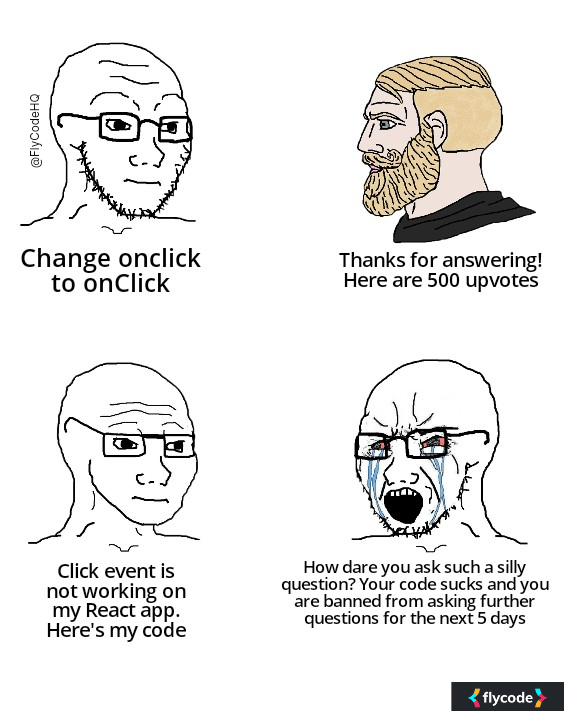 @FlyCodeHQ
Change onclick
to onClick
Thanks for answering!
Here are 500 upvotes
Click event is
not working on
my React app.
Here's my code
How dare you ask such a silly
question? Your code sucks and you
are banned from asking further
questions for the next 5 days
flycode